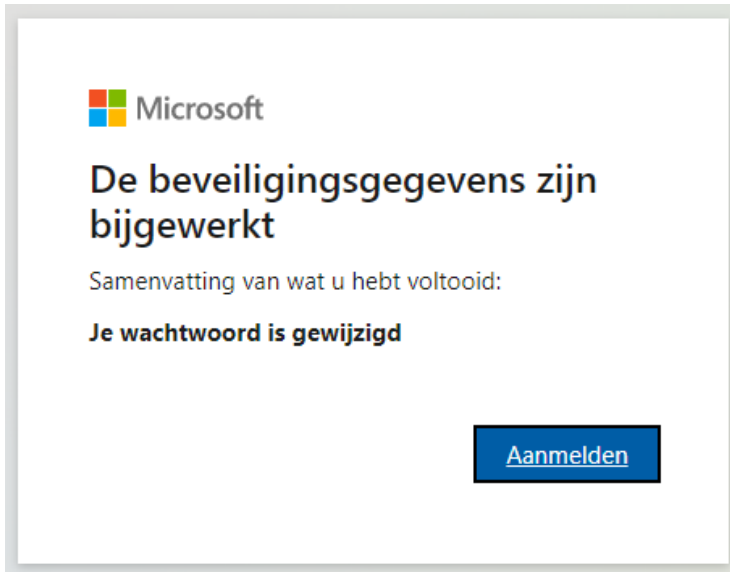 Microsoft
De beveiligingsgegevens zijn
bijgewerkt
Samenvatting van wat u hebt voltooid:
Je wachtwoord is gewijzigd
Aanmelden